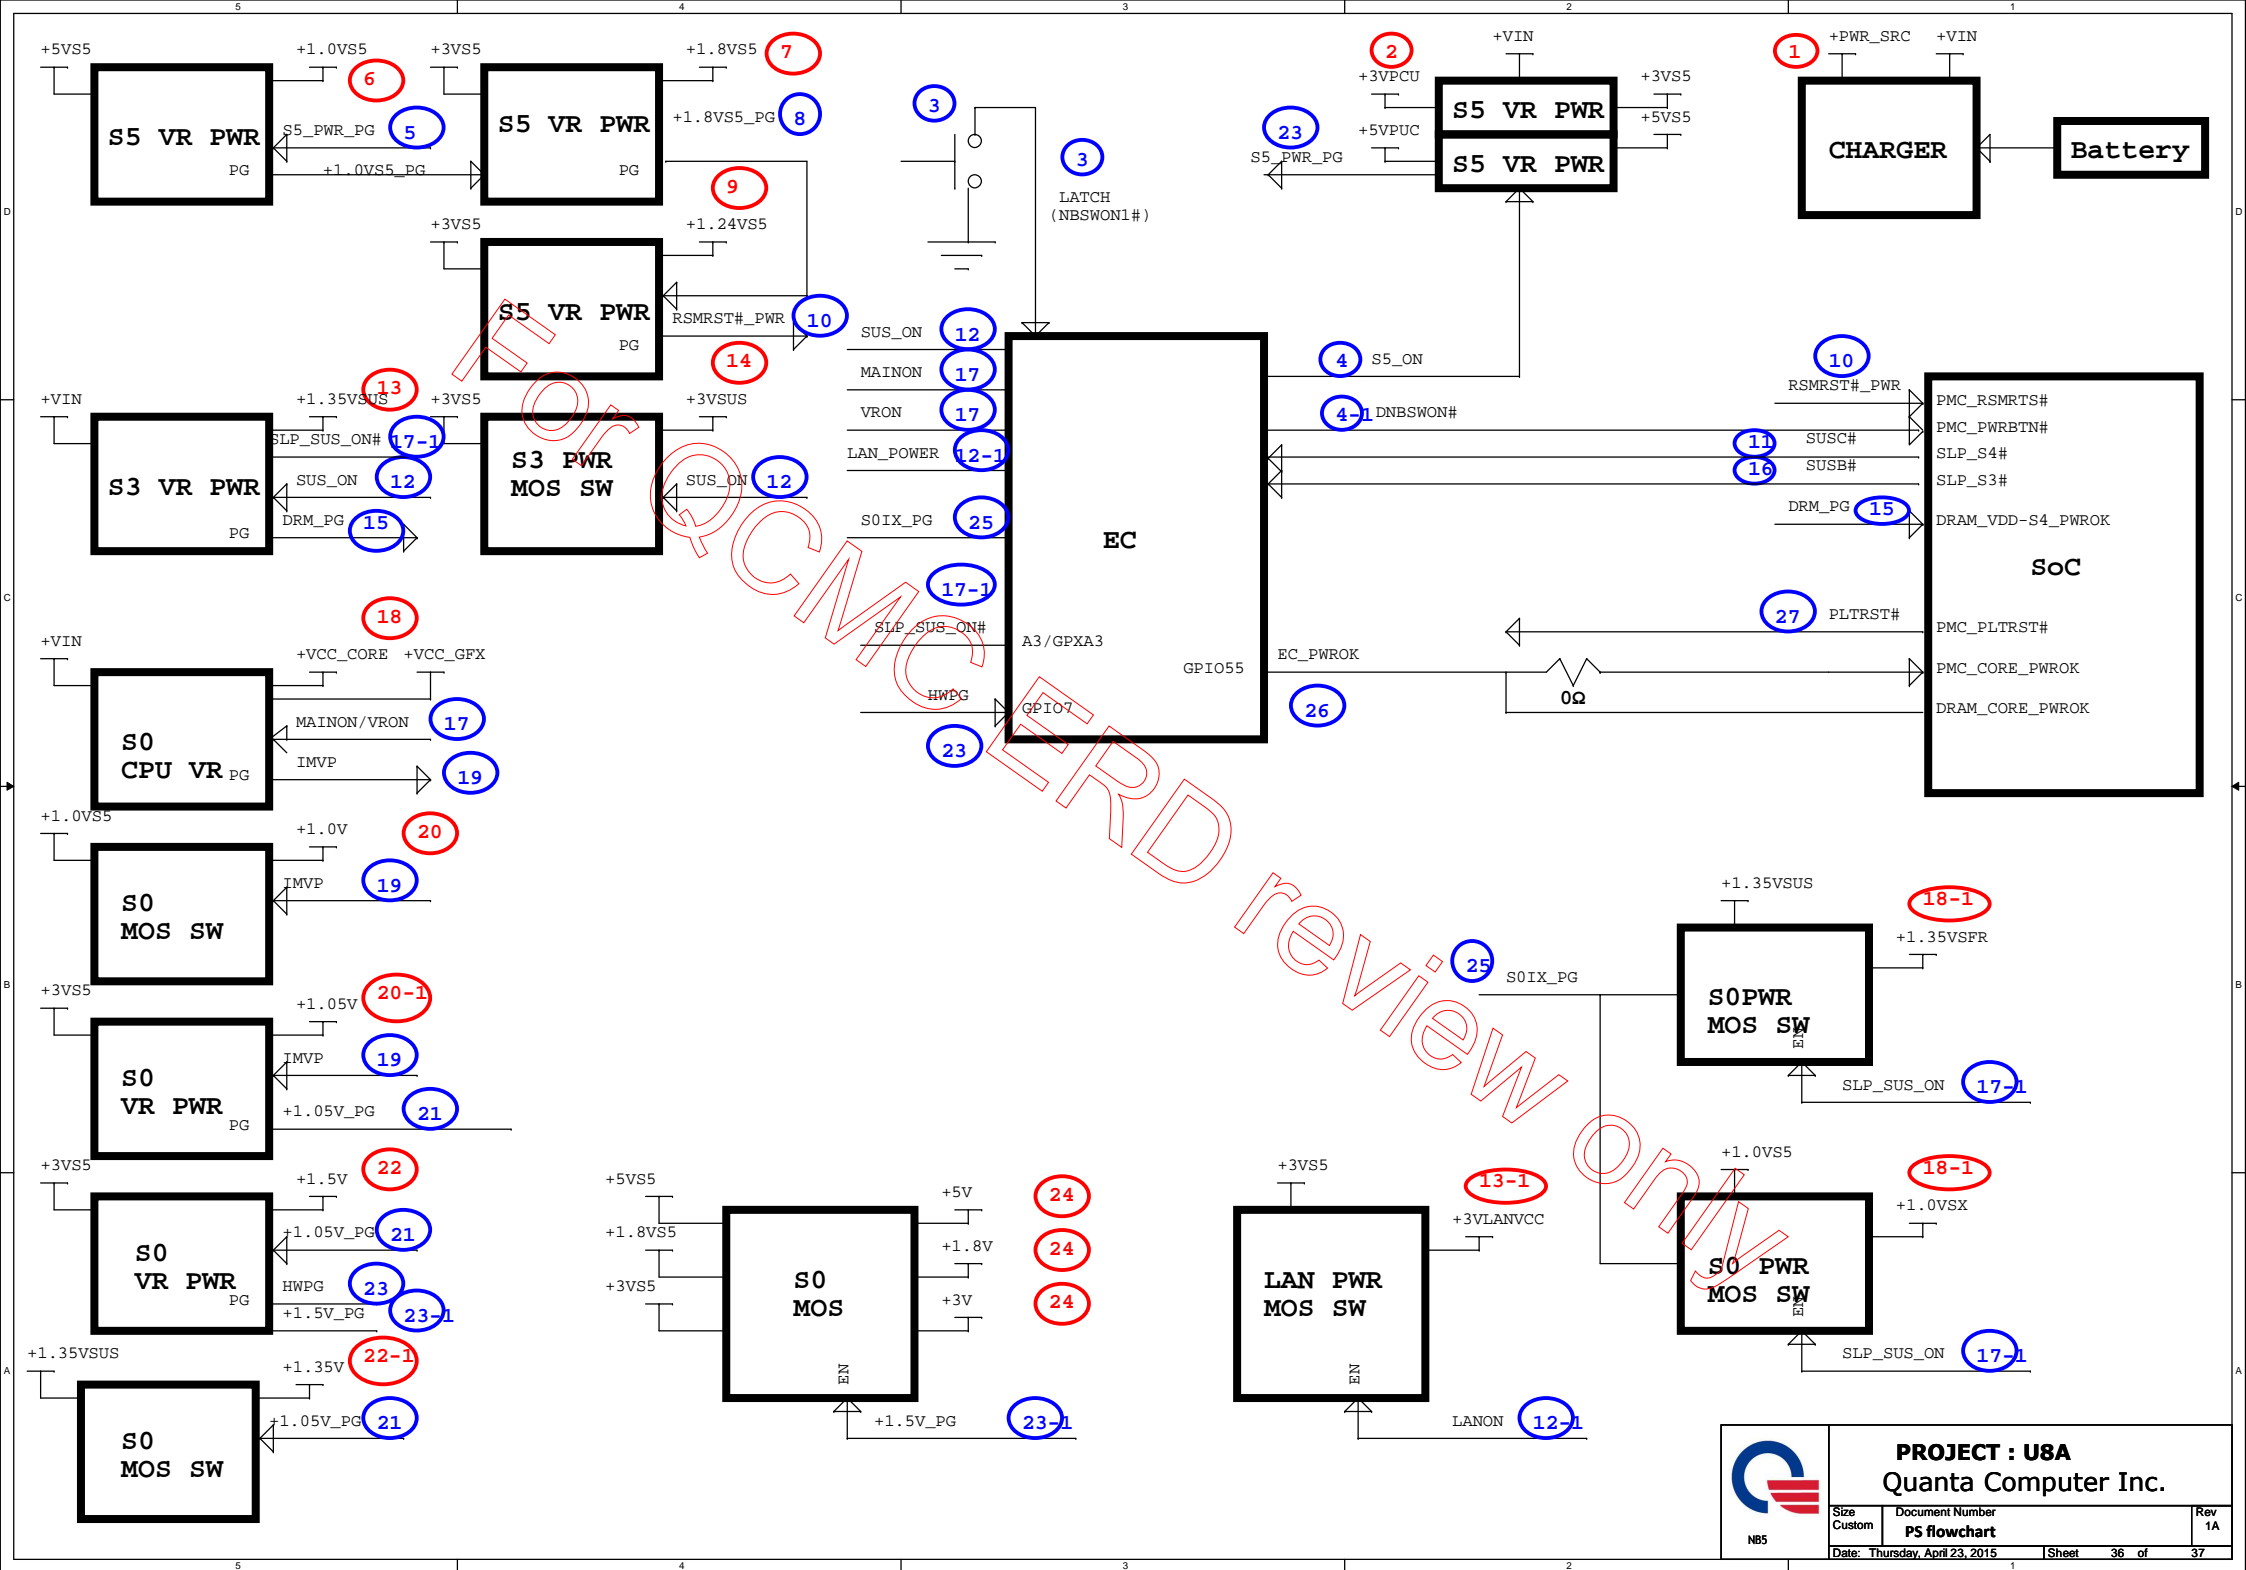 5 4 3 2 1
+5VS5
+1.0VS5
6
S5 VR PWR
S5_PWR_PG
5
PG
+1.0VS5_PG
+3VS5
+1.8VS5
7
S5 VR PWR
+1.8VS5_PG
8
PG
9
+3VS5
+1.24VS5
S5 VR PWR
RSMRST#_PWR
10
PG
3
3
LATCH
(NBSWON1#)
2
+VIN
+3VPCU
+3VS5
S5 VR PWR
+5VPUC
+5VS5
S5 VR PWR
23
S5_PWR_PG
1
+PWR_SRC
+VIN
CHARGER
Battery
D
D
+VIN
13
+1.35VSUS
SLP_SUS_ON#
17-1
S3 VR PWR
SUS_ON
12
DRM_PG
15
PG
+3VS5
14
+3VSUS
S3 PWR
MOS SW
SUS_ON
12
SUS_ON
12
MAINON
17
VRON
17
LAN_POWER
12-1
S0IX_PG
25
17-1
SLP_SUS_ON#
A3/GPXA3
HWPG
GPIO7
23
EC
4
S5_ON
4-1
DNBSWON#
GPIO55
EC_PWROK
26
0Ω
10
RSMRST#_PWR
PMC_RSMRTS#
PMC_PWRBTN#
11
SUSC#
SLP_S4#
16
SUSB#
SLP_S3#
DRM_PG
15
DRAM_VDD-S4_PWROK
SoC
27
PLTRST#
PMC_PLTRST#
PMC_CORE_PWROK
DRAM_CORE_PWROK
C
C
+VIN
18
+VCC_CORE
+VCC_GFX
MAINON/VRON
17
S0
CPU VR
PG
IMVP
19
+1.0VS5
+1.0V
20
IMVP
19
S0
MOS SW
+3VS5
+1.05V
20-1
IMVP
19
S0
VR PWR
PG
+1.05V_PG
21
B
B
+3VS5
+1.5V
22
+1.05V_PG
21
S0
VR PWR
PG
HWPG
23
+1.5V_PG
23-1
+1.35VSUS
+1.35V
22-1
+1.05V_PG
21
S0
MOS SW
+5VS5
+5V
24
+1.8VS5
+1.8V
24
+3VS5
+3V
24
S0
MOS
EN
+1.5V_PG
23-1
+3VS5
13-1
+3VLANVCC
LAN PWR
MOS SW
EN
LANON
12-1
+1.35VSUS
18-1
+1.35VSFR
25
S0IX_PG
S0PWR
MOS SW
EN
SLP_SUS_ON
17-1
+1.0VS5
18-1
+1.0VSX
S0 PWR
MOS SW
EN
SLP_SUS_ON
17-1
A
A
For QCMC ERD review only
NB5
PROJECT : U8A
Quanta Computer Inc.
Size
Custom
Document Number
PS flowchart
Rev
1A
Date: Thursday, April 23, 2015
Sheet 36 of 37
5 4 3 2 1